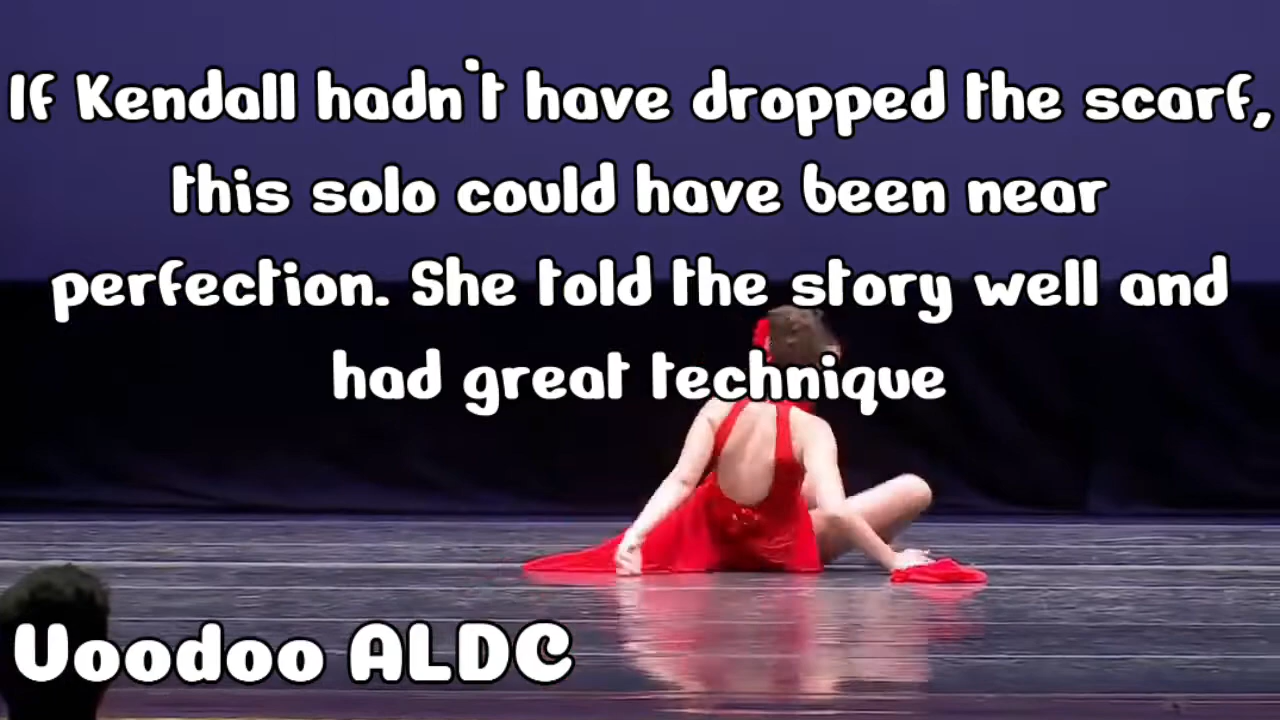 If Kendall hadn't have dropped the scarf,
this solo could have been near
perfection. She told the story well and
had great technique
Voodoo ALDC